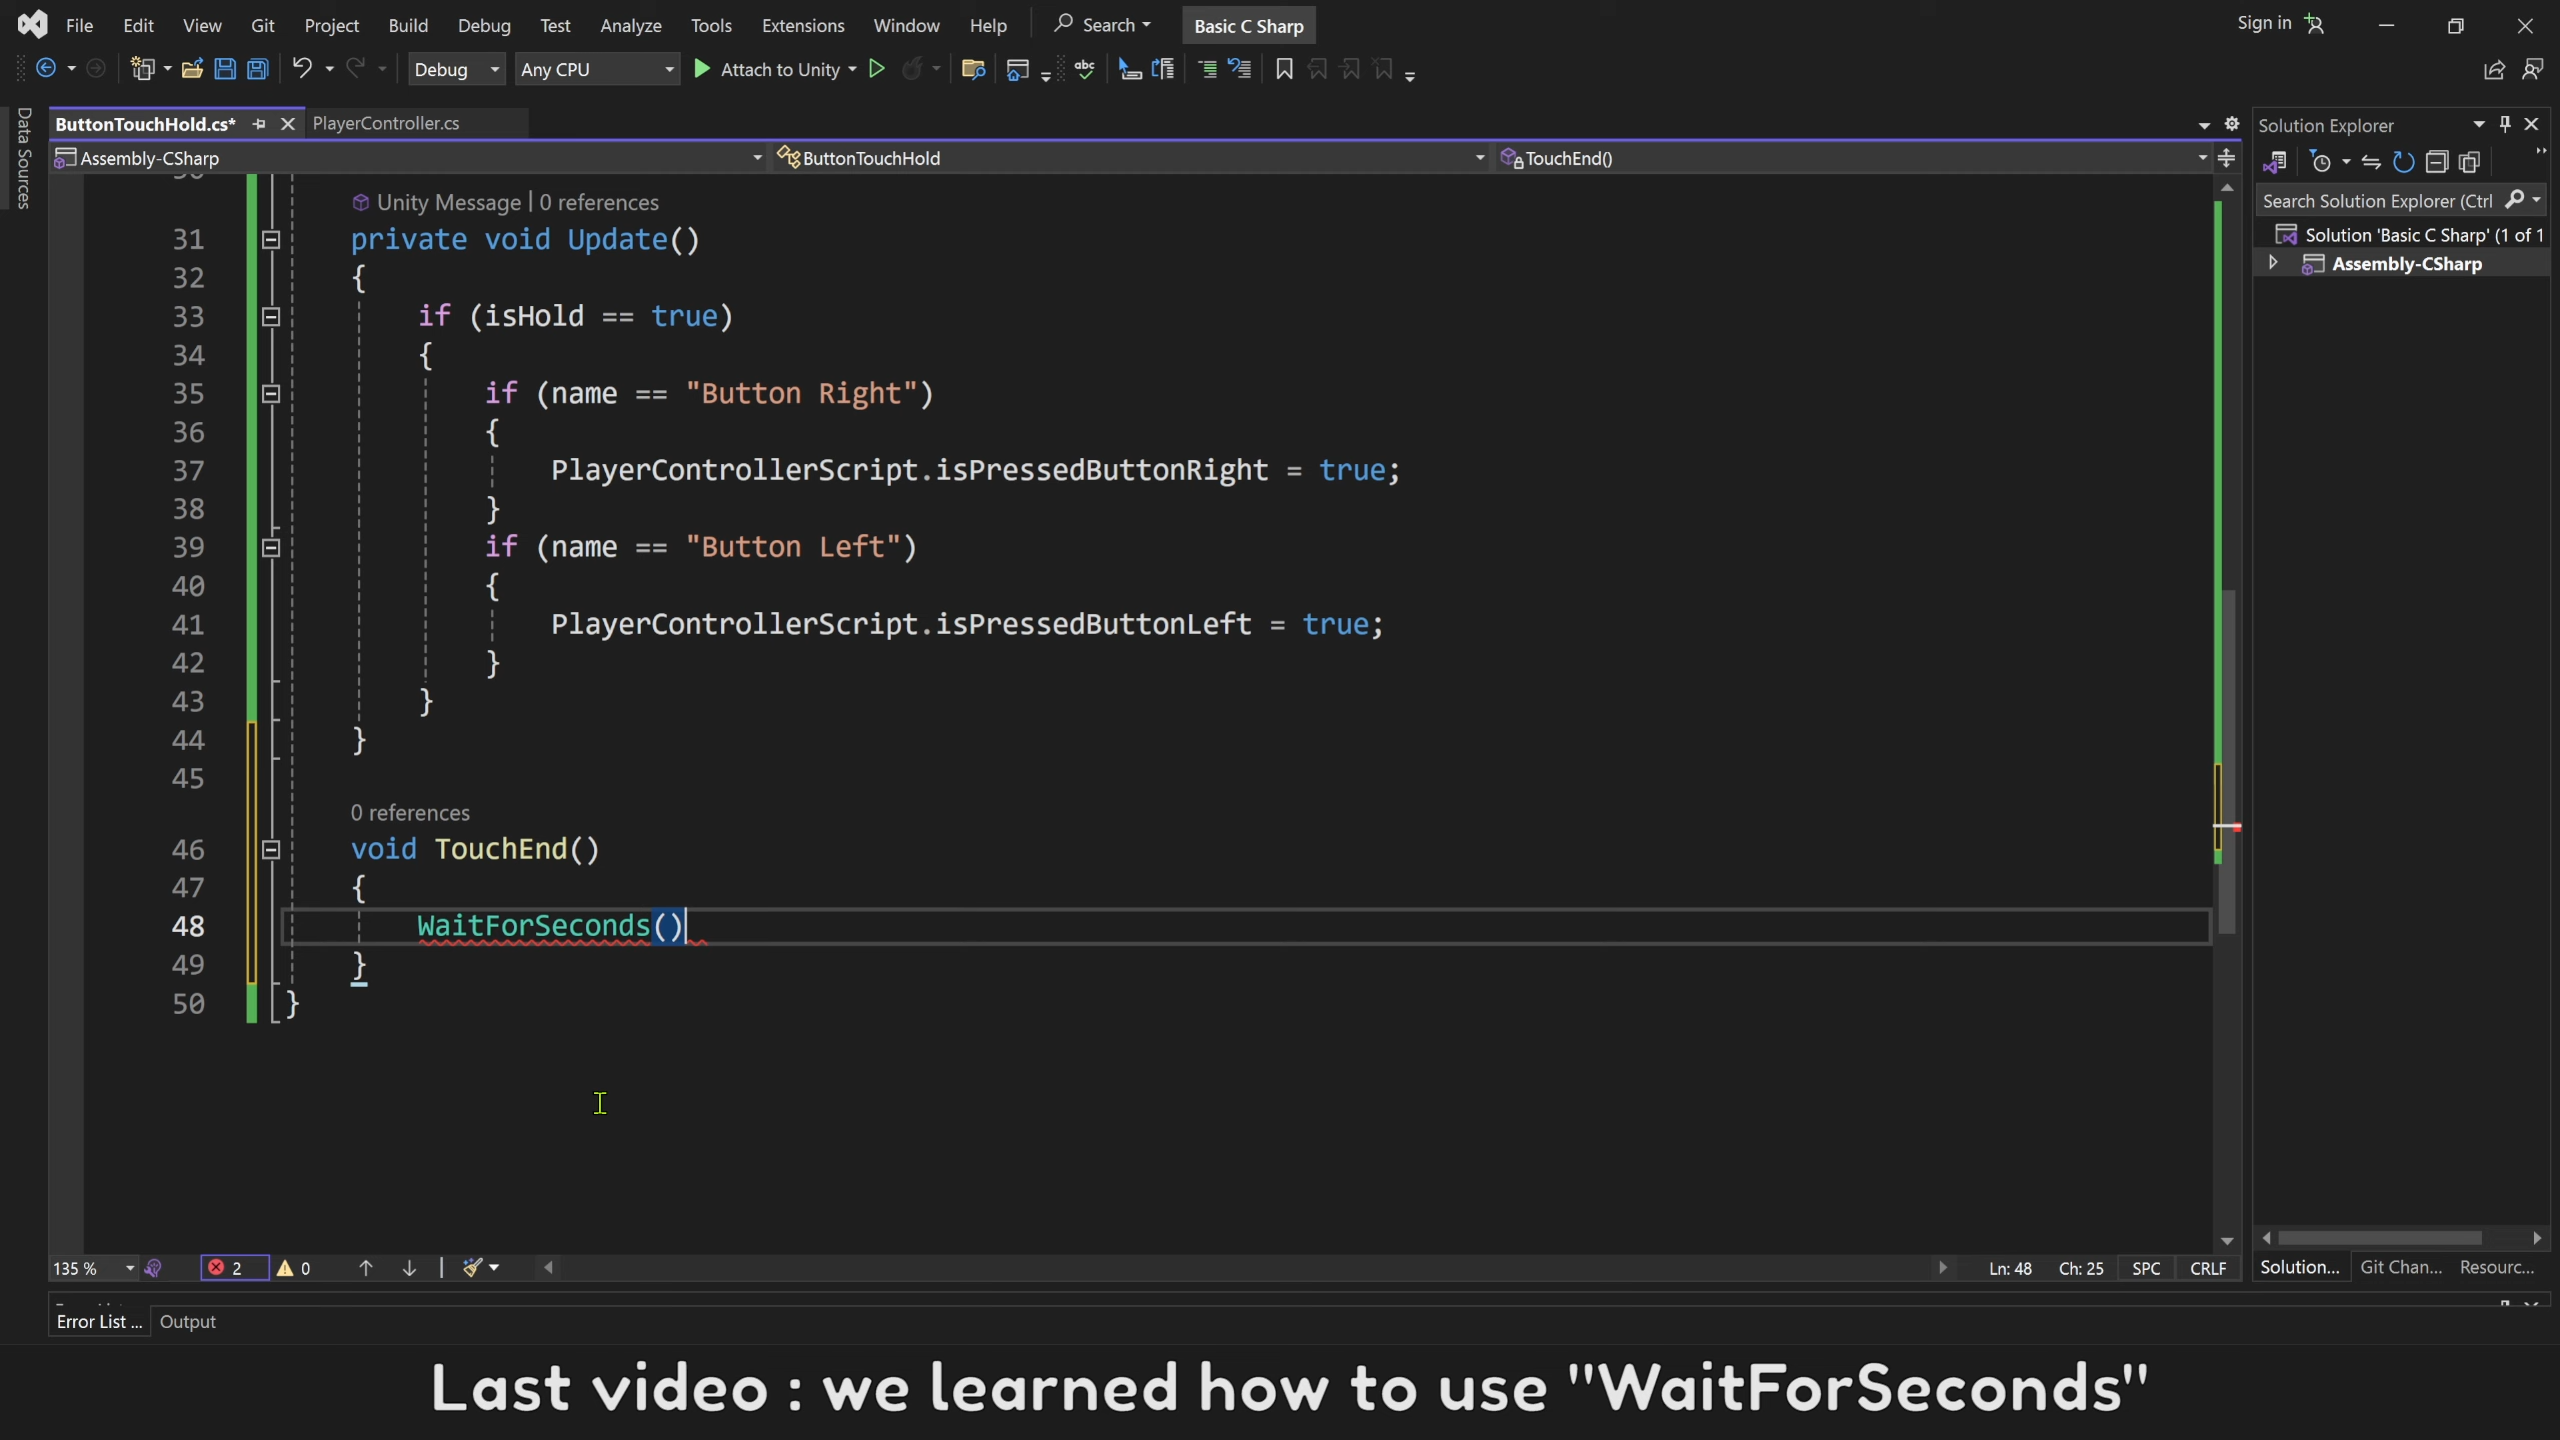 File Edit View Git Project Build Debug Test Analyze Tools Extensions Window Help Search Basic C Sharp Sign in
Debug Any CPU Attach to Unity
Data Sources
ButtonTouchHold.cs* PlayerController.cs
Assembly-CSharp ButtonTouchHold TouchEnd()
Unity Message | 0 references
31 private void Update()
32 {
33 if (isHold == true)
34 {
35 if (name == "Button Right")
36 {
37 PlayerControllerScript.isPressedButtonRight = true;
38 }
39 if (name == "Button Left")
40 {
41 PlayerControllerScript.isPressedButtonLeft = true;
42 }
43 }
44 }
45
0 references
46 void TouchEnd()
47 {
48 WaitForSeconds()
49 }
50 }
135 % 2 0 Ln: 48 Ch: 25 SPC CRLF
Error List ... Output
Solution Explorer
Search Solution Explorer (Ctrl
Solution 'Basic C Sharp' (1 of 1
Assembly-CSharp
Solution... Git Chan... Resourc...
Last video : we learned how to use "WaitForSeconds"